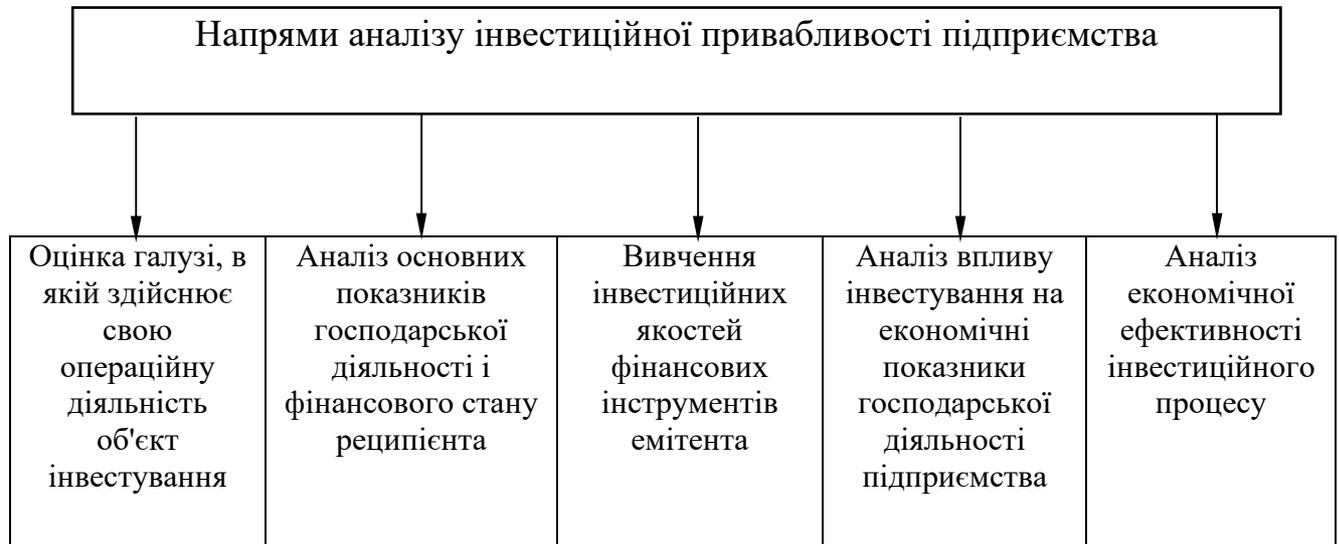 Напрями аналізу інвестиційної привабливості підприємства
Оцінка галузі, в
якій здійснює
свою
операційну
діяльність
об'єкт
інвестування
Аналіз основних
показників
господарської
діяльності і
фінансового стану
реципієнта
Вивчення
інвестиційних
якостей
фінансових
інструментів
емітента
Аналіз впливу
інвестування на
економічні
показники
господарської
діяльності
підприємства
Аналіз
економічної
ефективності
інвестиційного
процесу